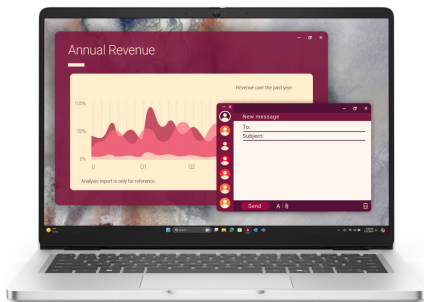 Annual Revenue
Revenue over the past year.
100%
50%
0%
0
Q1
Q2
Analysis report is only for reference.
New message
To:
Subject:
Send